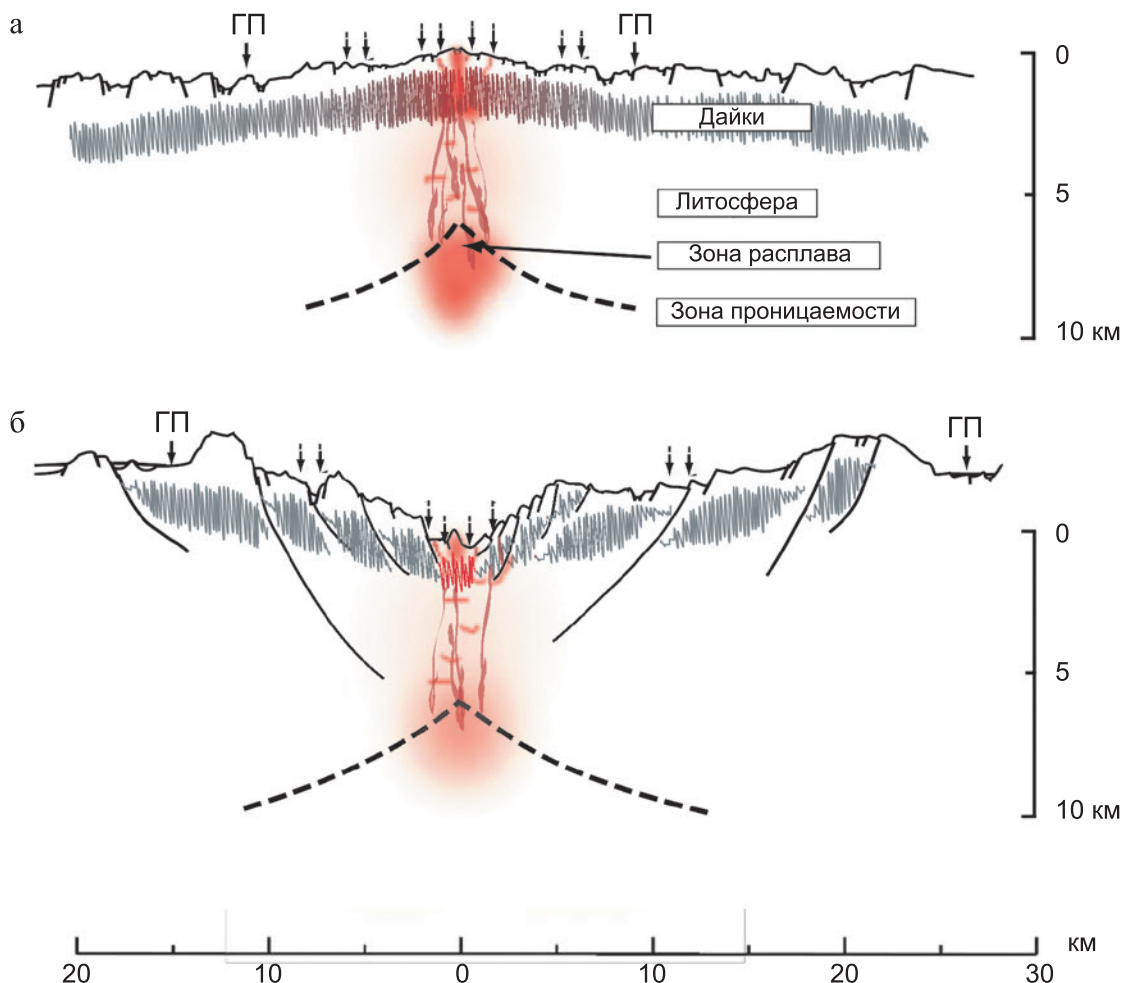 а
ГП
ГП
0
Дайки
Литосфера
5
Зона расплава
Зона проницаемости
10 км
б
ГП
ГП
0
5
10 км
км
20
10
0
10
20
30